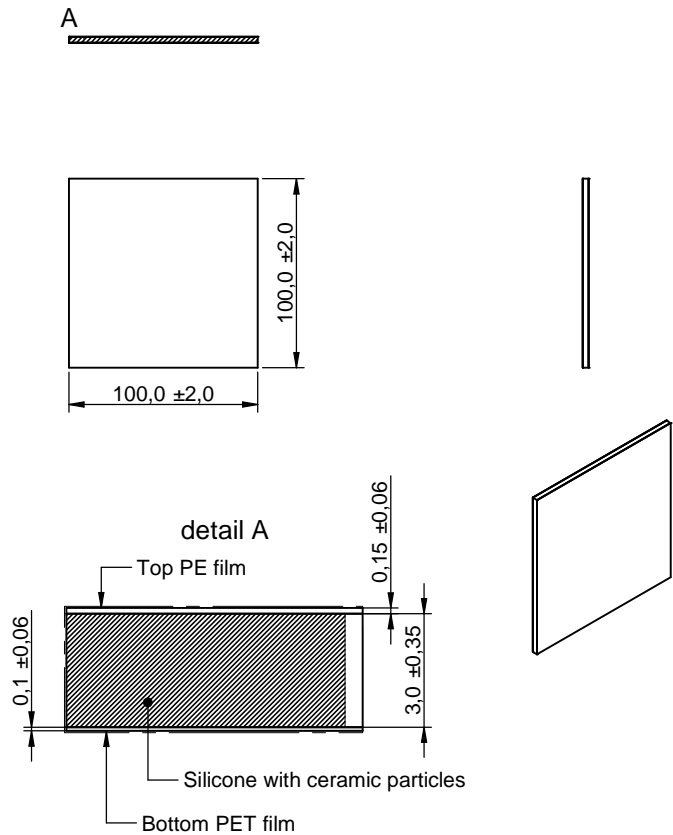 A
100,0 ±2,0
100,0 ±2,0
detail A
Top PE film
0,15 ±0,06
0,1 ±0,06
3,0 ±0,35
Silicone with ceramic particles
Bottom PET film